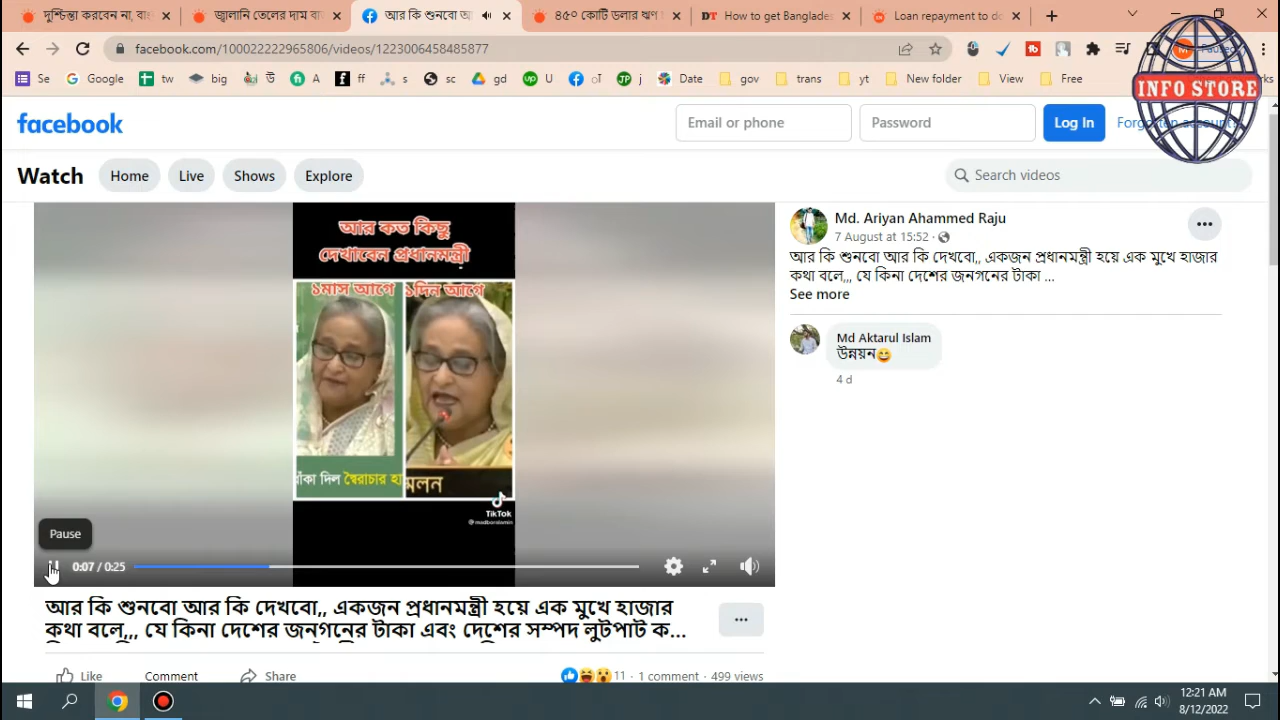 দুশ্চিন্তা করবেন না, বাং
জ্বালানি তেলের দাম বা
আর কি শুনবো আ
৪৫০ কোটি ডলার ঋণ
DT How to get Banglade
Loan repayment to do
facebook.com/100022222965806/videos/1223006458485877
Paused
Se
Google
tw
big
উ
A
ff
s
sc
gd
U
j
Date
gov
trans
yt
New folder
View
Free
INFO STORE
facebook
Email or phone
Password
Log In
Watch
Home
Live
Shows
Explore
Search videos
আর কত কিছু
দেখাবেন প্রধানমন্ত্রী
১মাস আগে
১দিন আগে
স্বৈরাচার হা
মলন
TikTok
Pause
0:07 / 0:25
Md. Ariyan Ahammed Raju
7 August at 15:52
আর কি শুনবো আর কি দেখবো,, একজন প্রধানমন্ত্রী হয়ে এক মুখে হাজার
কথা বলে,,, যে কিনা দেশের জনগনের টাকা ...
See more
Md Aktarul Islam
উন্নয়ন😄
4 d
আর কি শুনবো আর কি দেখবো,, একজন প্রধানমন্ত্রী হয়ে এক মুখে হাজার
কথা বলে,,, যে কিনা দেশের জনগনের টাকা এবং দেশের সম্পদ লুটপাট ক...
Like
Comment
Share
11 · 1 comment · 499 views
12:21 AM
8/12/2022